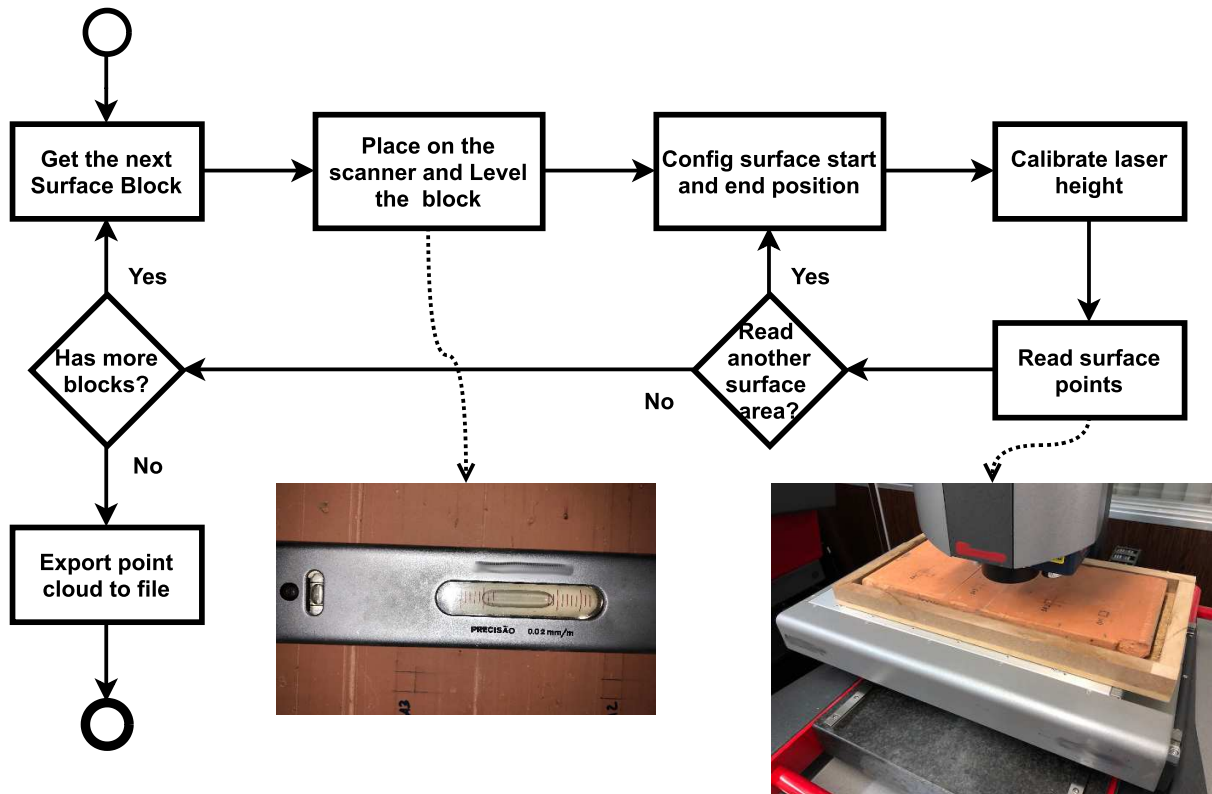 Get the next
Surface Block
Place on the
scanner and Level
the block
Config surface start
and end position
Calibrate laser
height
Yes
Yes
Has more
blocks?
Read
another
surface
area?
Read surface
points
No
No
Export point
cloud to file
PRECISÃO 0.02 mm/m
A3
A2